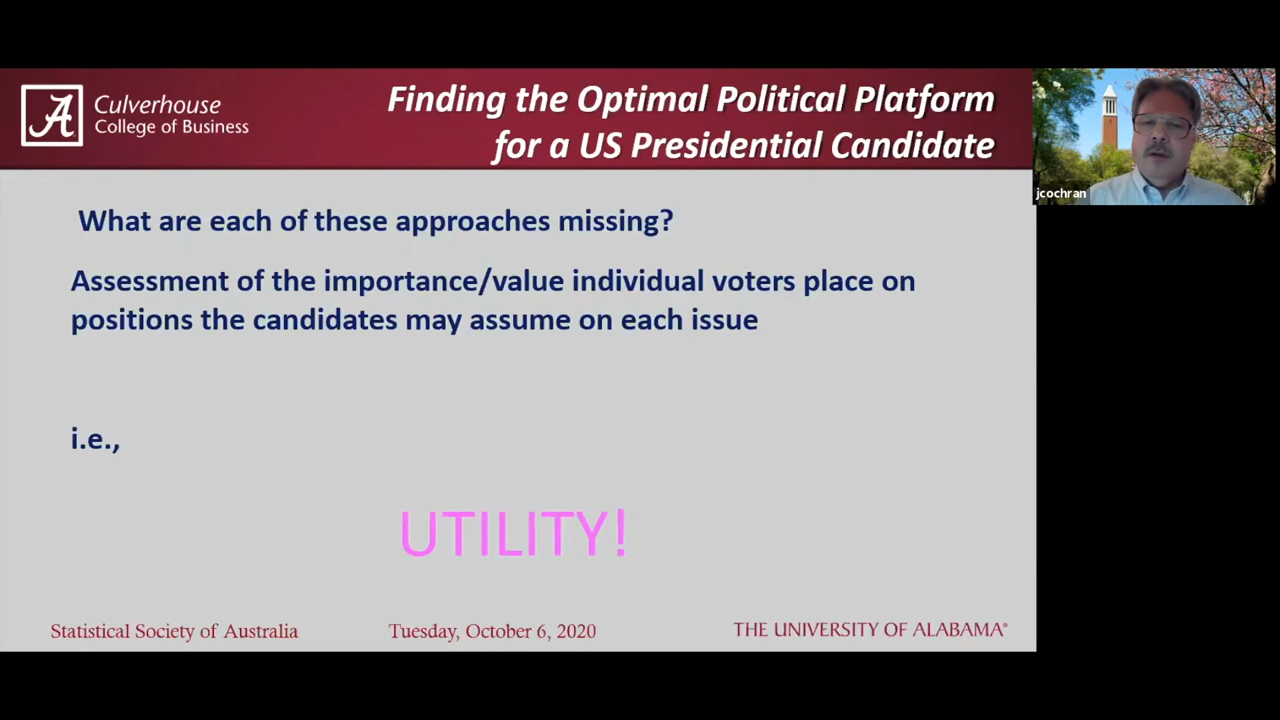 Culverhouse
College of Business
Finding the Optimal Political Platform
for a US Presidential Candidate
jcochran
What are each of these approaches missing?
Assessment of the importance/value individual voters place on
positions the candidates may assume on each issue
i.e.,
UTILITY!
Statistical Society of Australia
Tuesday, October 6, 2020
THE UNIVERSITY OF ALABAMA®